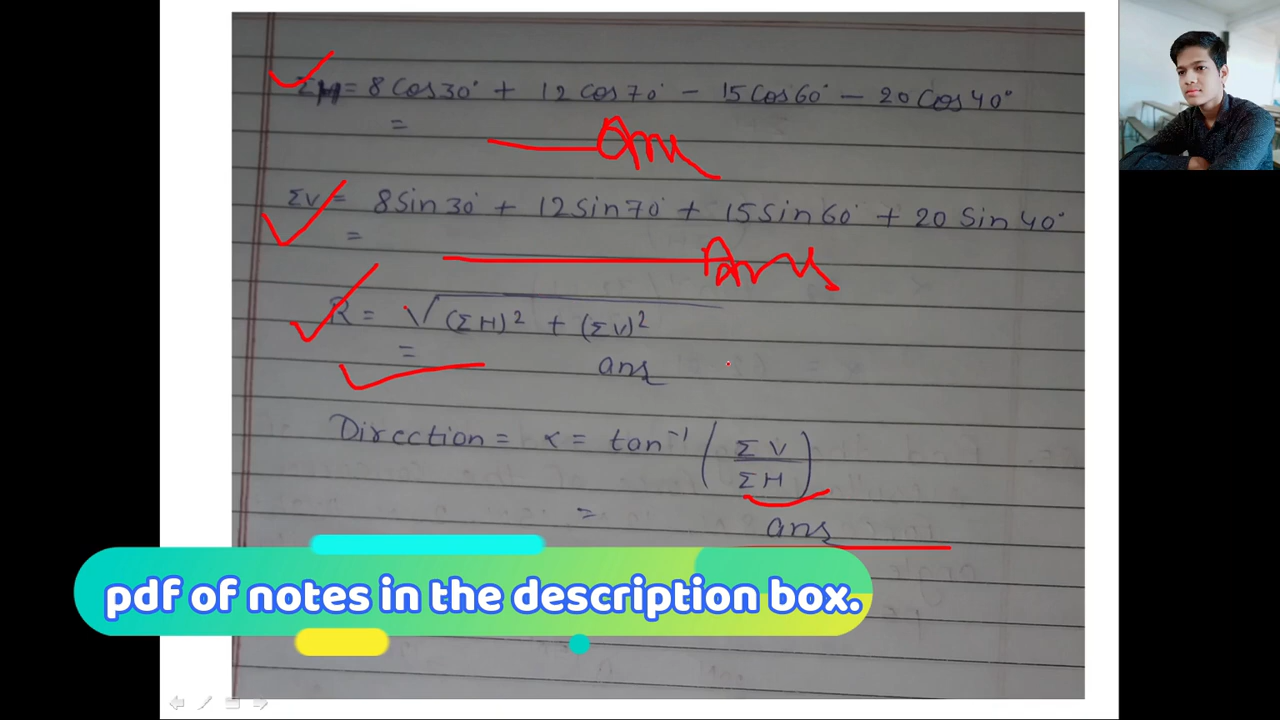 ΣH = 8 Cos 30° + 12 Cos 70° - 15 Cos 60° - 20 Cos 40°
= Ans
ΣV = 8 Sin 30° + 12 Sin 70° + 15 Sin 60° + 20 Sin 40°
= Ans
R = √(ΣH)² + (ΣV)²
= ans
Direction = α = tan⁻¹ (ΣV/ΣH)
= ans
pdf of notes in the description box.